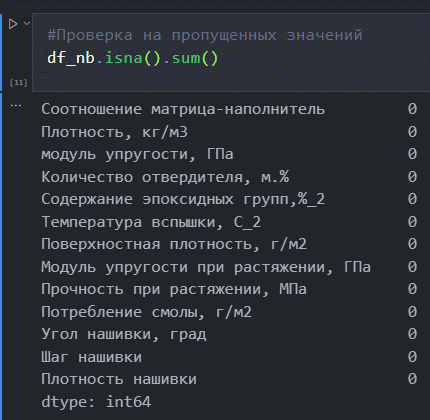 #Проверка на пропущенных значений
df_nb.isna().sum()
[11]
...
Соотношение матрица-наполнитель 0
Плотность, кг/м3 0
модуль упругости, ГПа 0
Количество отвердителя, м.% 0
Содержание эпоксидных групп,%_2 0
Температура вспышки, С_2 0
Поверхностная плотность, г/м2 0
Модуль упругости при растяжении, ГПа 0
Прочность при растяжении, МПа 0
Потребление смолы, г/м2 0
Угол нашивки, град 0
Шаг нашивки 0
Плотность нашивки 0
dtype: int64